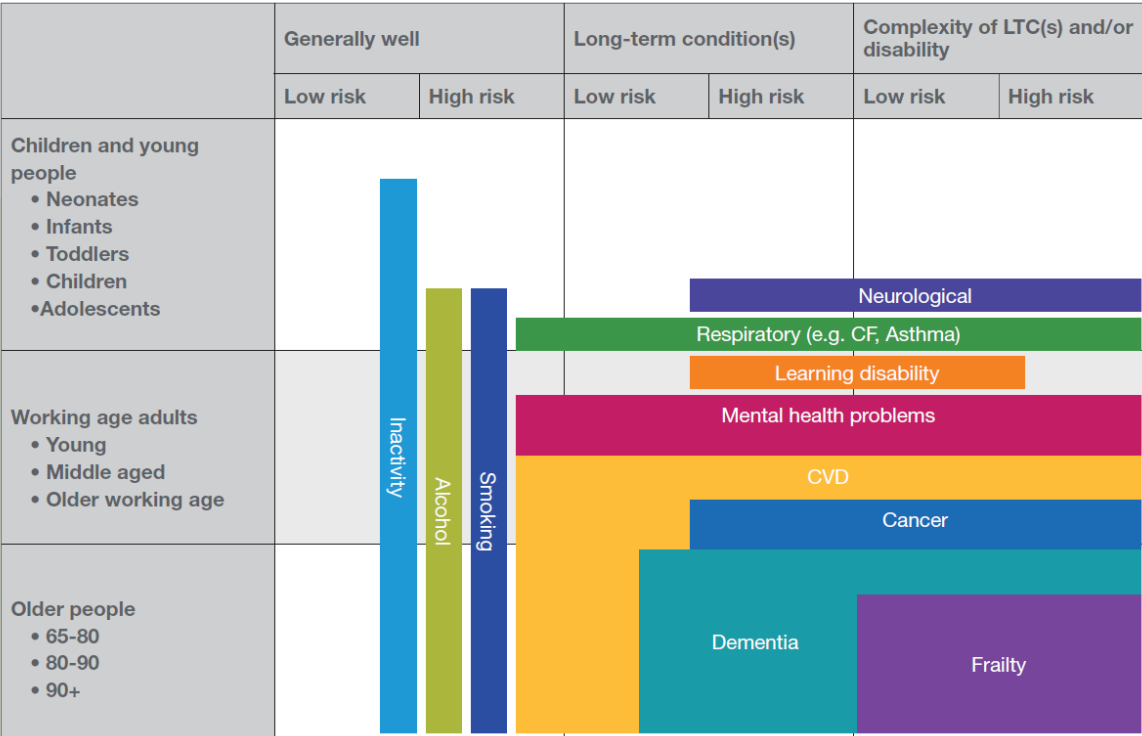 Generally well
Long-term condition(s)
Complexity of LTC(s) and/or
disability
Low risk
High risk
Low risk
High risk
Low risk
High risk
Children and young
people
• Neonates
• Infants
• Toddlers
• Children
•Adolescents
Neurological
Respiratory (e.g. CF, Asthma)
Learning disability
Working age adults
• Young
• Middle aged
• Older working age
Inactivity
Alcohol
Smoking
Mental health problems
CVD
Cancer
Older people
• 65-80
• 80-90
• 90+
Dementia
Frailty